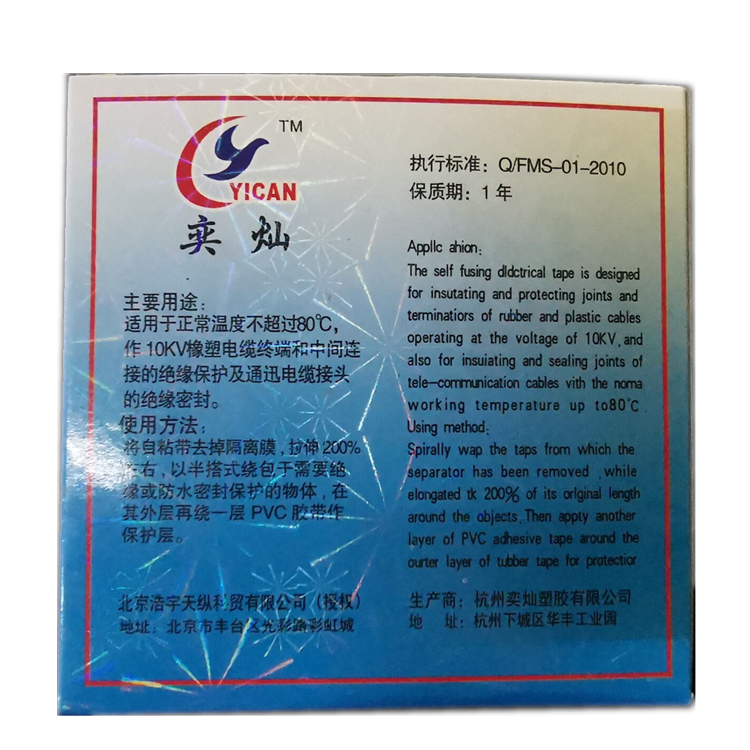 TM
YICAN
奕灿
执行标准：Q/FMS-01-2010
保质期：1年
主要用途：
适用于正常温度不超过80℃，
作10KV橡塑电缆终端和中间连
接的绝缘保护及通迅电缆接头
的绝缘密封。
使用方法：
将自粘带去掉隔离膜，拉伸200%
左右，以半搭式绕包于需要绝
缘或防水密封保护的物体，在
其外层再绕一层PVC胶带作
保护层。
Appllc ahion:
The self fusing dldctrical tape is designed
for insutating and protecting joints and
terminatiors of rubber and plastic cables
operating at the voltage of 10KV,and
also for insuiating and sealing joints of
tele-communication cables vith the noma
working temperature up to80℃.
Using method:
Spirally wap the taps from which the
separator has been removed ,while
elongated tk 200% of its orlginal length
around the objects,Then appty another
layer of PVC adhesive tape around the
ourter layer of tubber tape for protectior
北京浩宇天纵科贸有限公司（授权）
地址：北京市丰台区光彩路彩虹城
生产商：杭州奕灿塑胶有限公司
地 址：杭州下城区华丰工业园